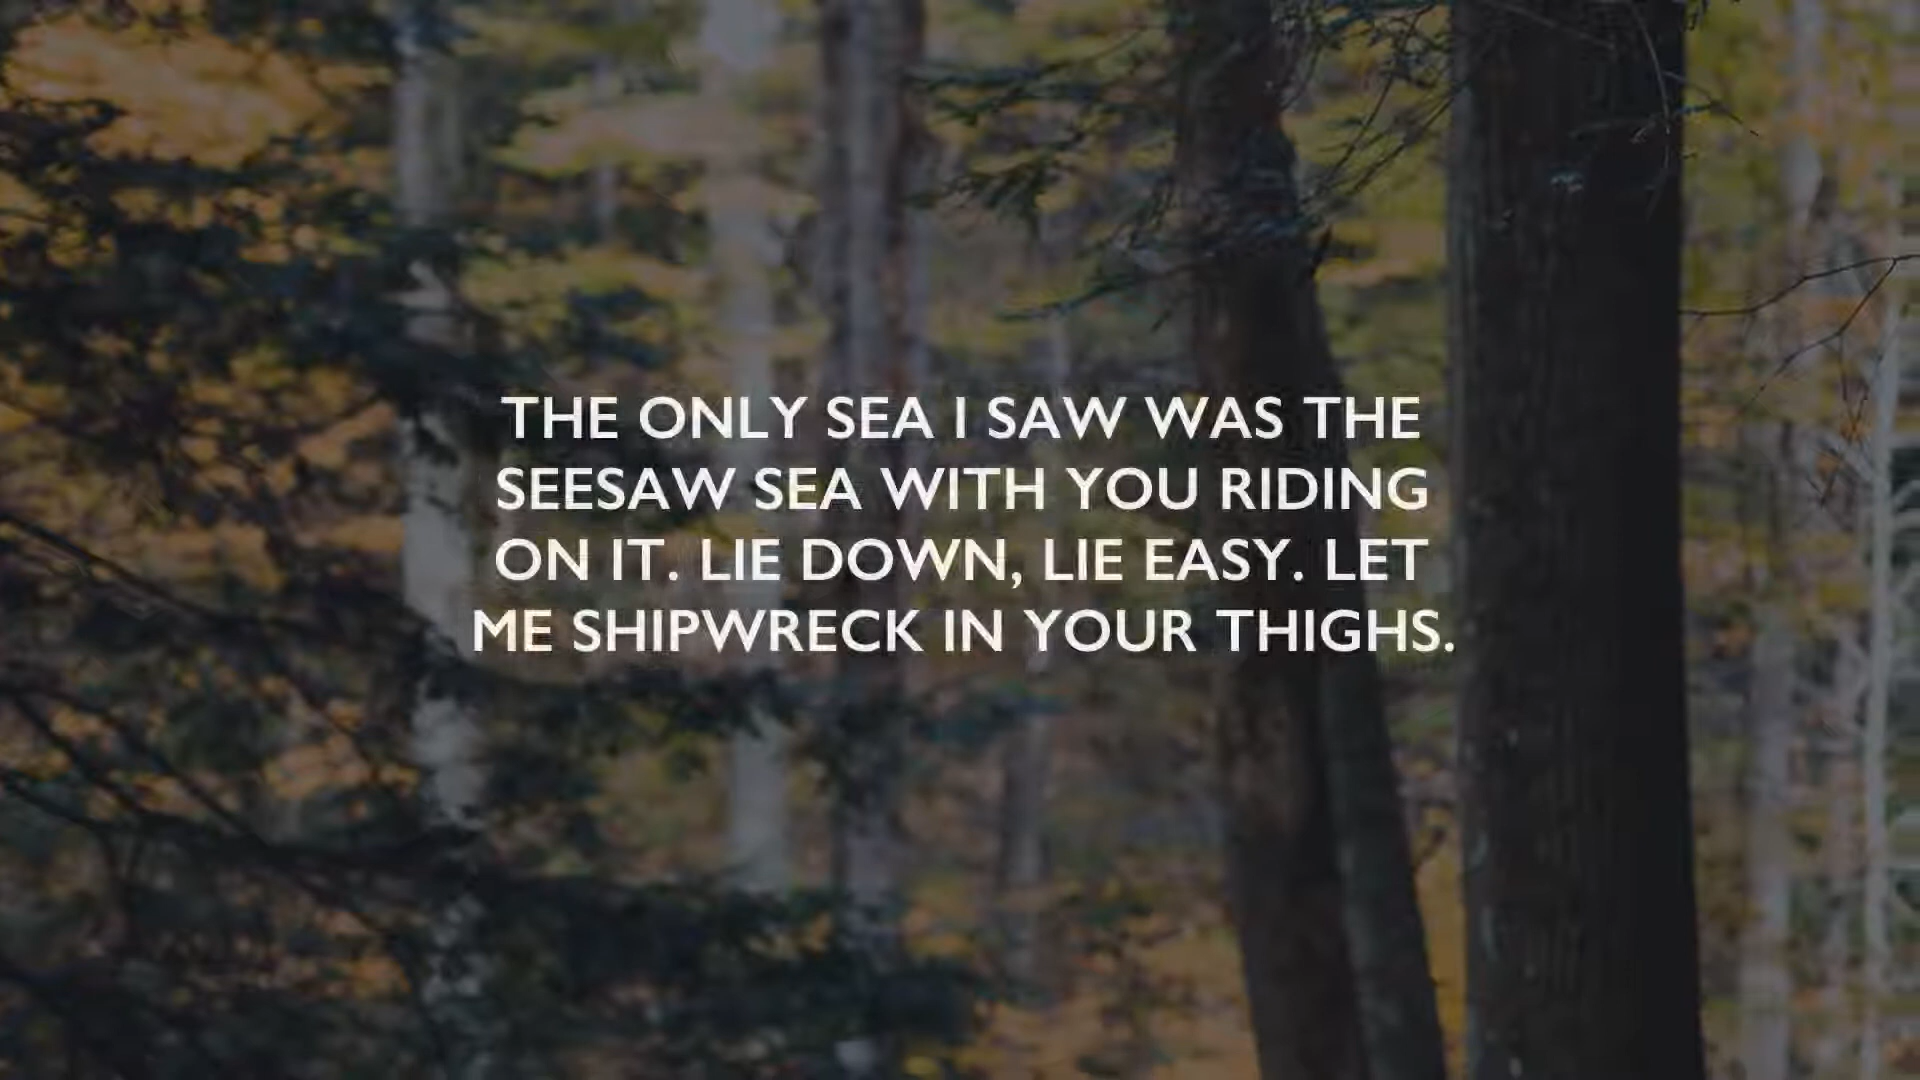 THE ONLY SEA I SAW WAS THE
SEESAW SEA WITH YOU RIDING
ON IT. LIE DOWN, LIE EASY. LET
ME SHIPWRECK IN YOUR THIGHS.